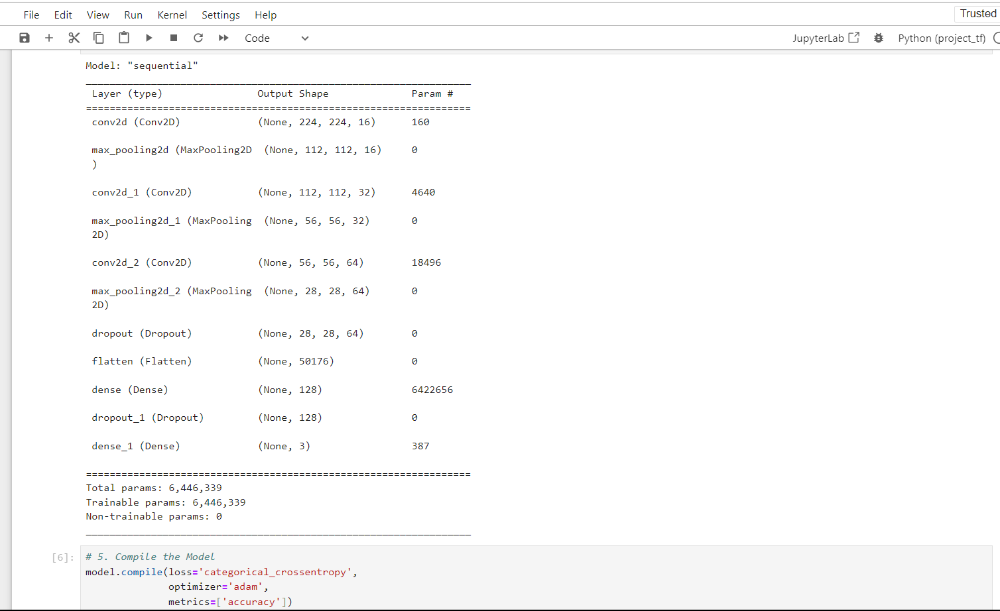 File Edit View Run Kernel Settings Help
Trusted
Code
JupyterLab
Python (project_tf)
Model: "sequential"
_________________________________________________________________
Layer (type) Output Shape Param #
=================================================================
conv2d (Conv2D) (None, 224, 224, 16) 160
max_pooling2d (MaxPooling2D (None, 112, 112, 16) 0
)
conv2d_1 (Conv2D) (None, 112, 112, 32) 4640
max_pooling2d_1 (MaxPooling (None, 56, 56, 32) 0
2D)
conv2d_2 (Conv2D) (None, 56, 56, 64) 18496
max_pooling2d_2 (MaxPooling (None, 28, 28, 64) 0
2D)
dropout (Dropout) (None, 28, 28, 64) 0
flatten (Flatten) (None, 50176) 0
dense (Dense) (None, 128) 6422656
dropout_1 (Dropout) (None, 128) 0
dense_1 (Dense) (None, 3) 387
=================================================================
Total params: 6,446,339
Trainable params: 6,446,339
Non-trainable params: 0
_________________________________________________________________
[6]: # 5. Compile the Model
model.compile(loss='categorical_crossentropy',
optimizer='adam',
metrics=['accuracy'])